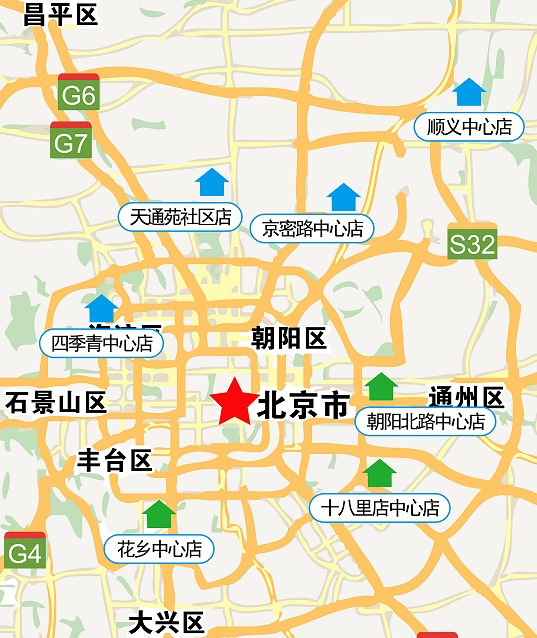 昌平区
G6
G7
顺义中心店
天通苑社区店
京密路中心店
S32
四季青中心店
朝阳区
石景山区
北京市
通州区
朝阳北路中心店
丰台区
十八里店中心店
花乡中心店
G4
大兴区